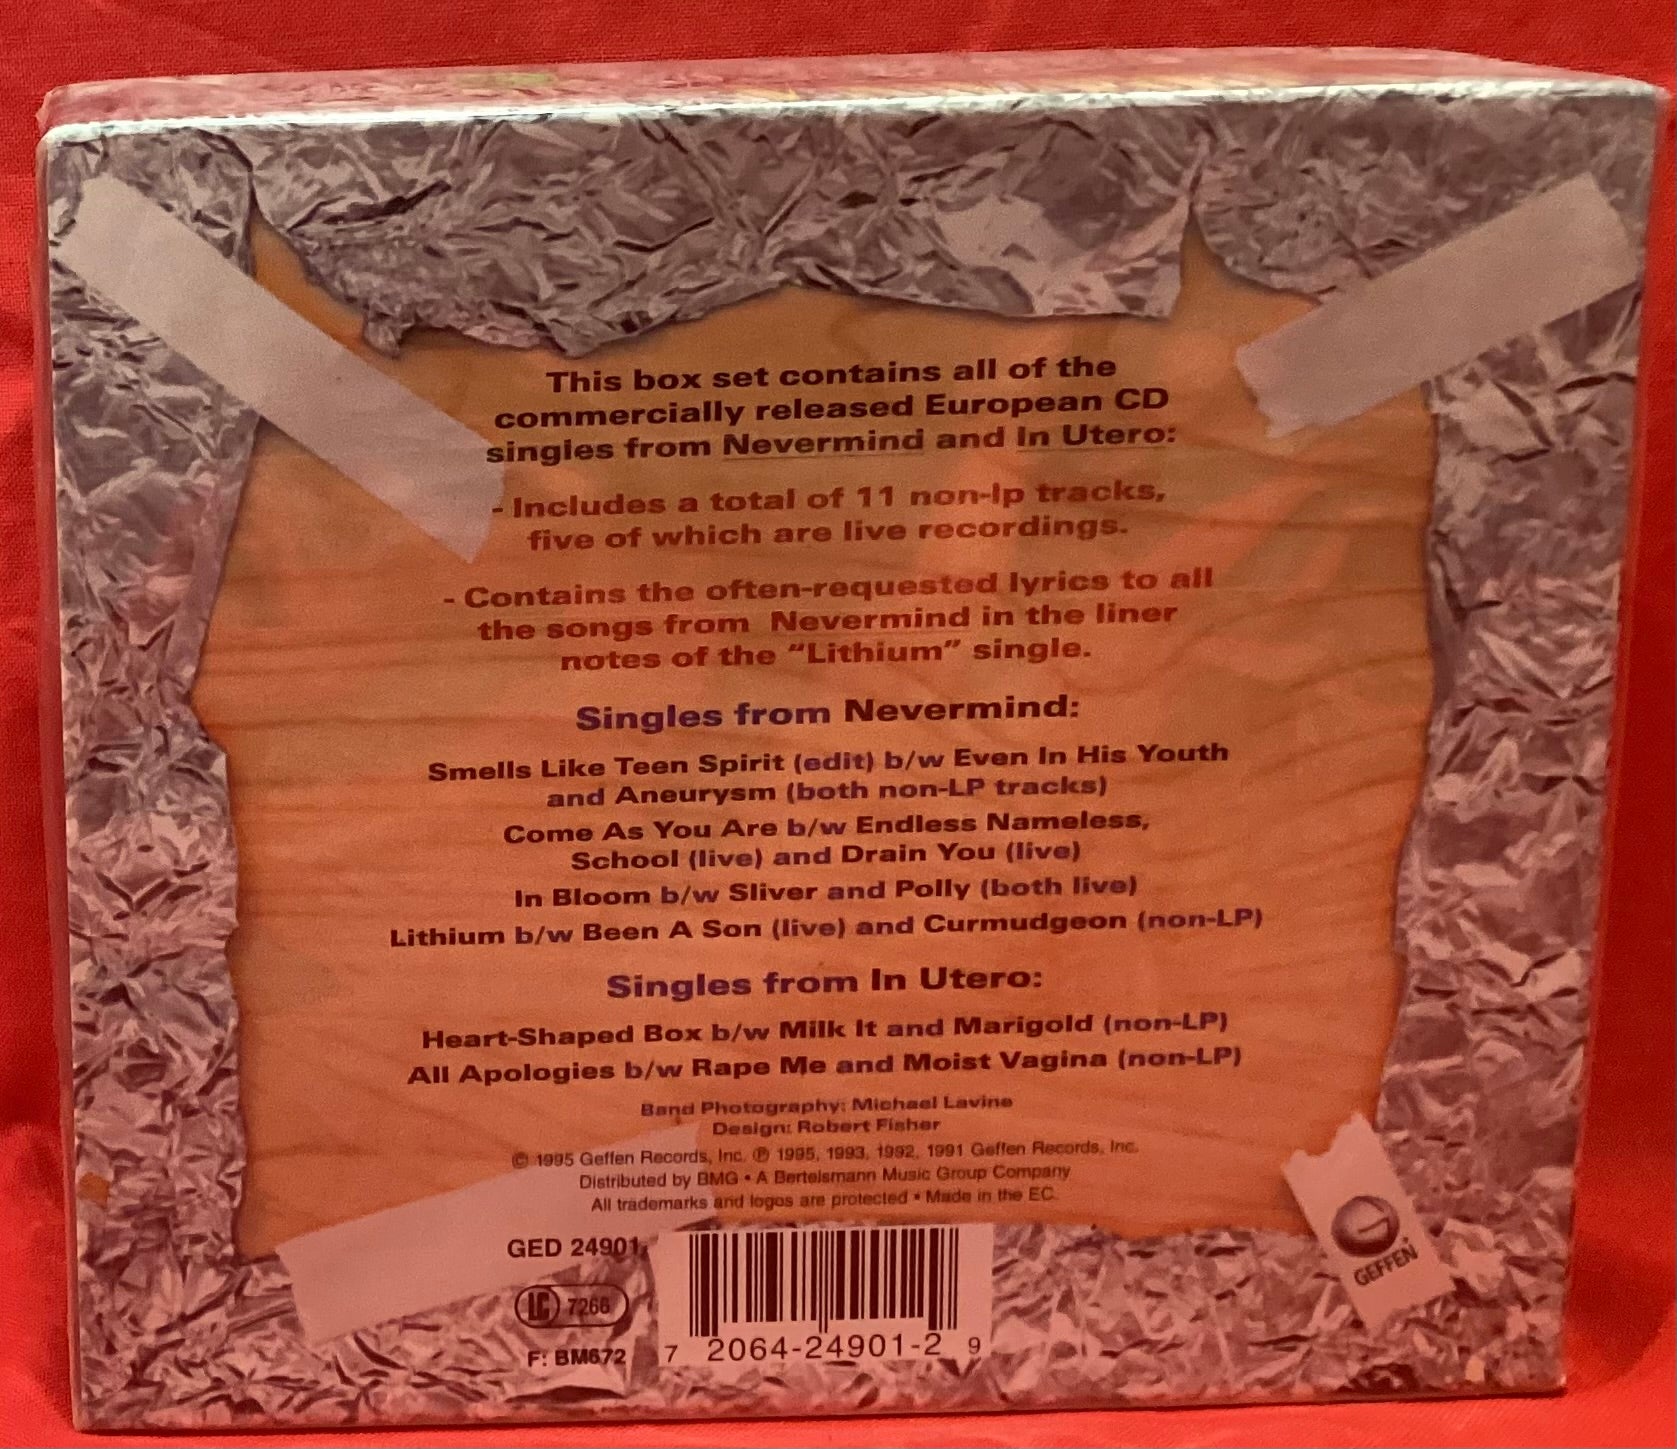 This box set contains all of the
commercially released European CD
singles from Nevermind and In Utero:
- Includes a total of 11 non-lp tracks,
five of which are live recordings.
- Contains the often-requested lyrics to all
the songs from Nevermind in the liner
notes of the "Lithium" single.
Singles from Nevermind:
Smells Like Teen Spirit (edit) b/w Even In His Youth
and Aneurysm (both non-LP tracks)
Come As You Are b/w Endless Nameless,
School (live) and Drain You (live)
In Bloom b/w Sliver and Polly (both live)
Lithium b/w Been A Son (live) and Curmudgeon (non-LP)
Singles from In Utero:
Heart-Shaped Box b/w Milk It and Marigold (non-LP)
All Apologies b/w Rape Me and Moist Vagina (non-LP)
Band Photography: Michael Lavine
Design: Robert Fisher
© 1995 Geffen Records, Inc. ℗ 1995, 1993, 1992, 1991 Geffen Records, Inc.
Distributed by BMG • A Bertelsmann Music Group Company
All trademarks and logos are protected • Made in the EC.
GED 24901
LC 7266
F: BM672
7 2064-24901-2 9
G
GEFFEN